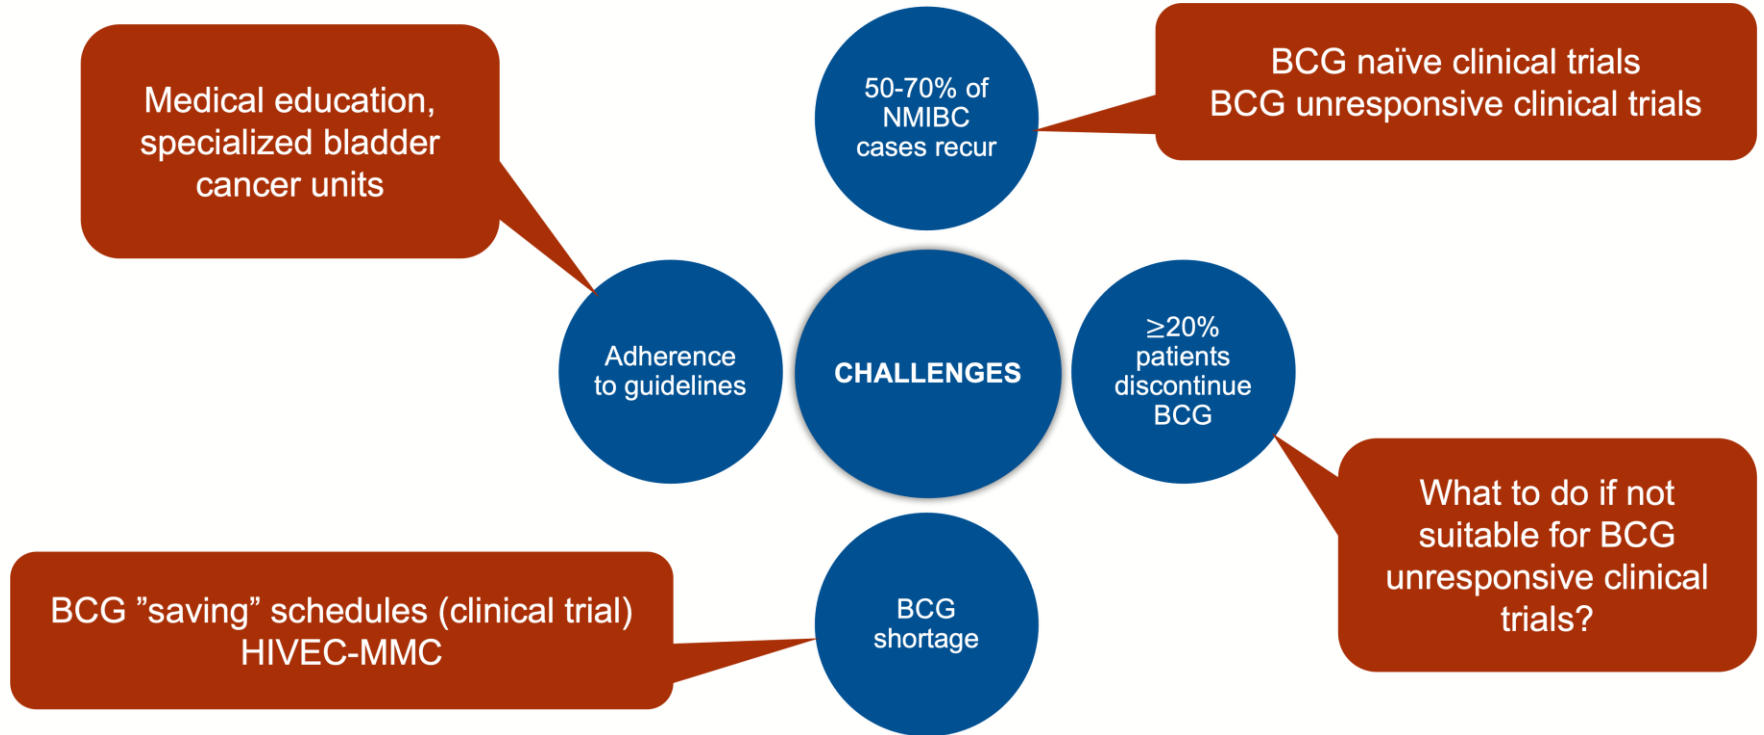 Medical education,
specialized bladder
cancer units
50-70% of
NMIBC
cases recur
BCG naïve clinical trials
BCG unresponsive clinical trials
Adherence
to guidelines
CHALLENGES
≥20%
patients
discontinue
BCG
What to do if not
suitable for BCG
unresponsive clinical
trials?
BCG ”saving” schedules (clinical trial)
HIVEC-MMC
BCG
shortage